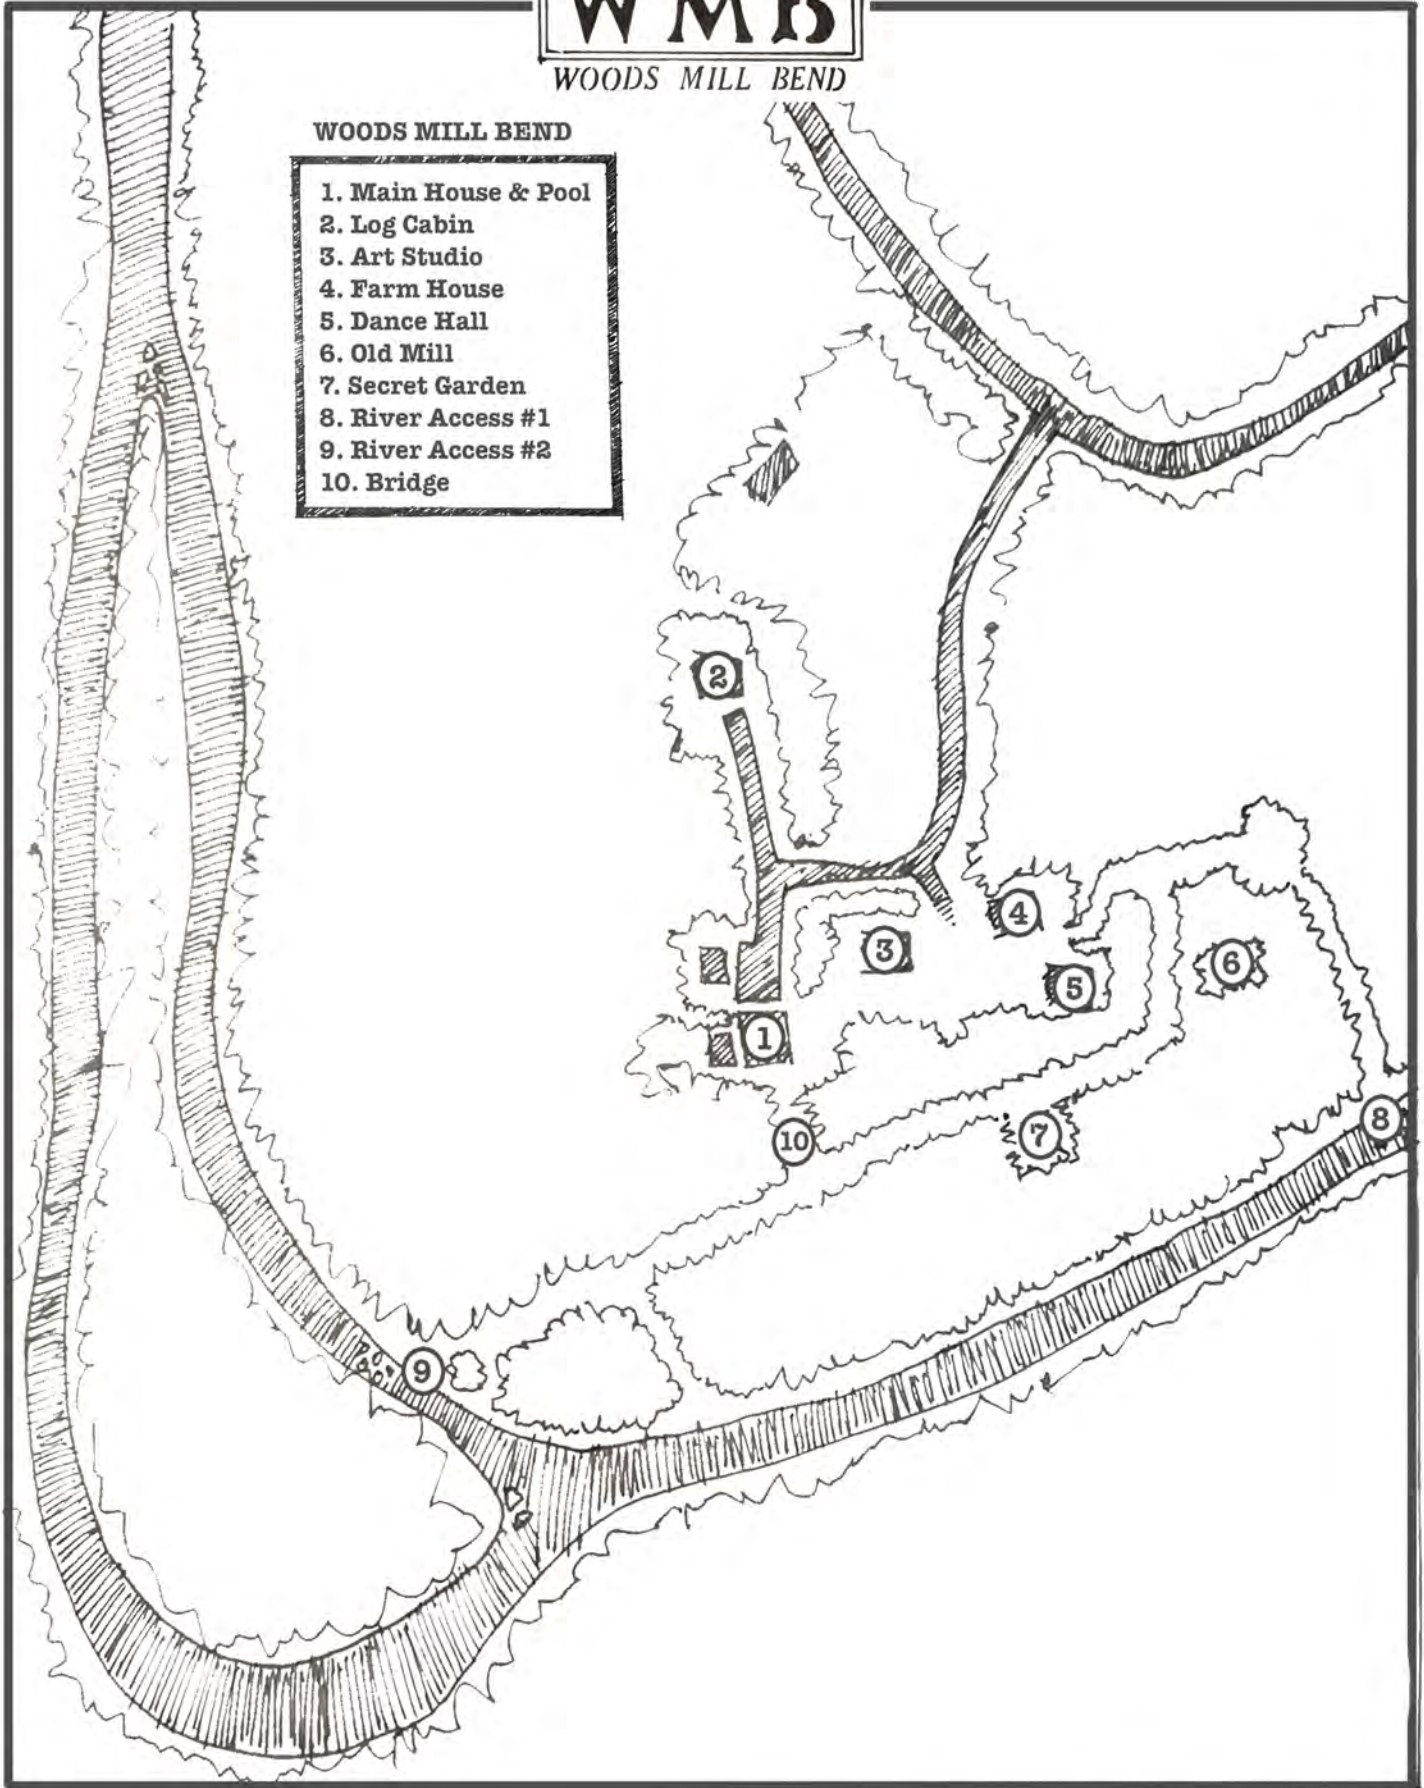 WMB
WOODS MILL BEND
WOODS MILL BEND
1. Main House & Pool
2. Log Cabin
3. Art Studio
4. Farm House
5. Dance Hall
6. Old Mill
7. Secret Garden
8. River Access #1
9. River Access #2
10. Bridge
2
4
3
6
5
1
8
7
10
9